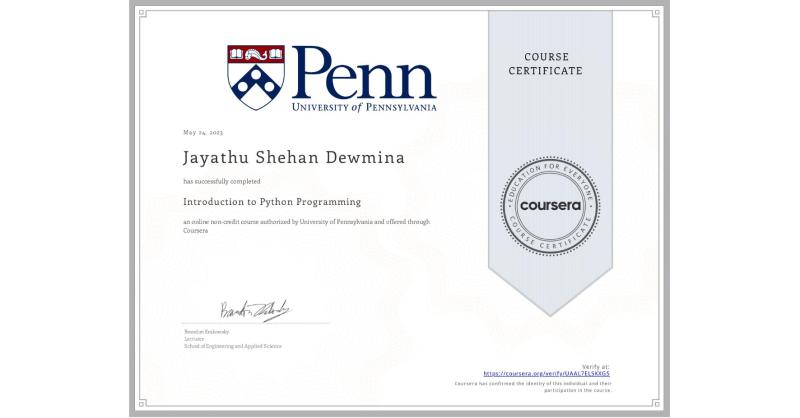 Penn
UNIVERSITY of PENNSYLVANIA
COURSE
CERTIFICATE
May 24, 2023
Jayathu Shehan Dewmina
has successfully completed
Introduction to Python Programming
an online non-credit course authorized by University of Pennsylvania and offered through
Coursera
EDUCATION FOR EVERYONE
coursera
COURSE CERTIFICATE
Brandon Krakowsky
Lecturer
School of Engineering and Applied Science
Verify at:
https://coursera.org/verify/UAAL7ELSKXGS
Coursera has confirmed the identity of this individual and their
participation in the course.